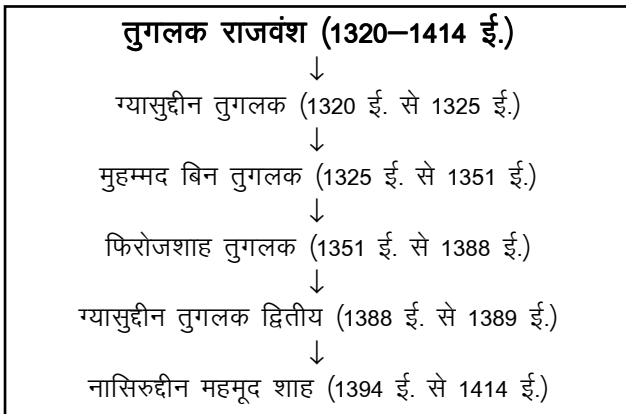 तुगलक राजवंश (1320–1414 ई.)
↓
ग्यासुद्दीन तुगलक (1320 ई. से 1325 ई.)
↓
मुहम्मद बिन तुगलक (1325 ई. से 1351 ई.)
↓
फिरोजशाह तुगलक (1351 ई. से 1388 ई.)
↓
ग्यासुद्दीन तुगलक द्वितीय (1388 ई. से 1389 ई.)
↓
नासिरुद्दीन महमूद शाह (1394 ई. से 1414 ई.)